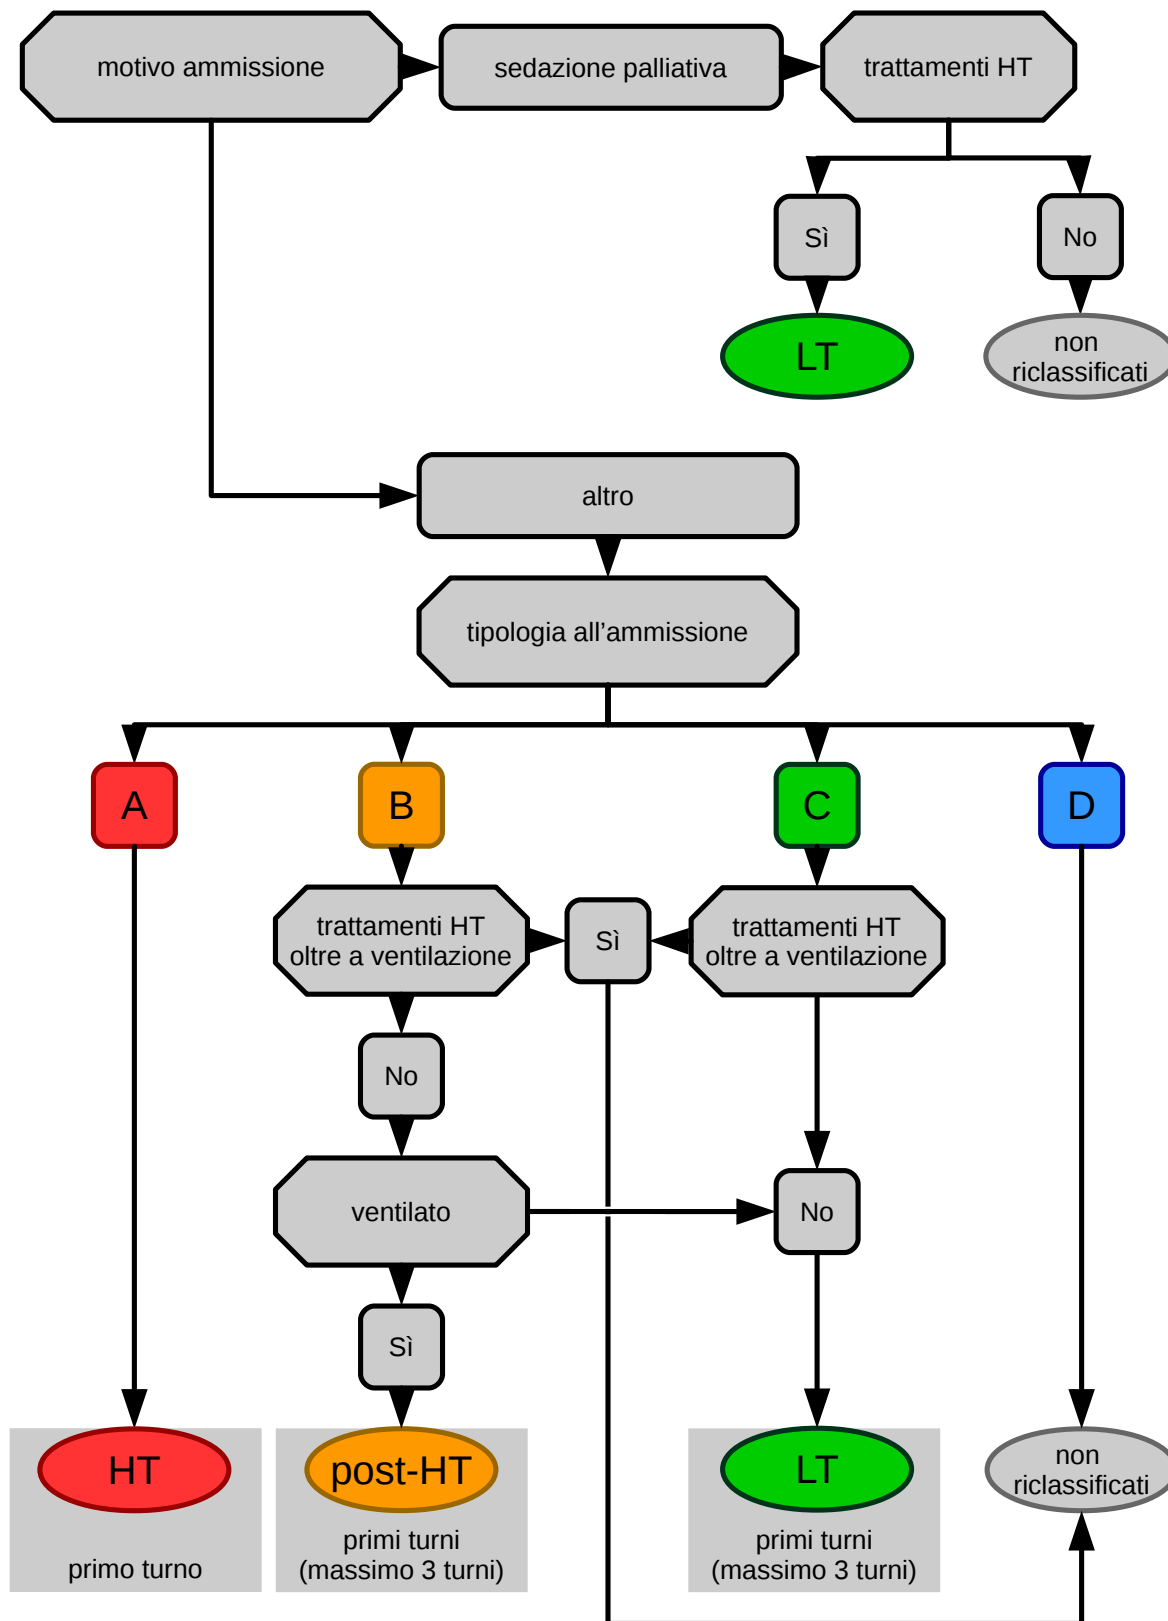 motivo ammissione
sedazione palliativa
trattamenti HT
Sì
No
LT
non
riclassificati
altro
tipologia all’ammissione
A
B
C
D
trattamenti HT
oltre a ventilazione
Sì
trattamenti HT
oltre a ventilazione
No
ventilato
No
Sì
HT
post-HT
LT
non
riclassificati
primo turno
primi turni
(massimo 3 turni)
primi turni
(massimo 3 turni)